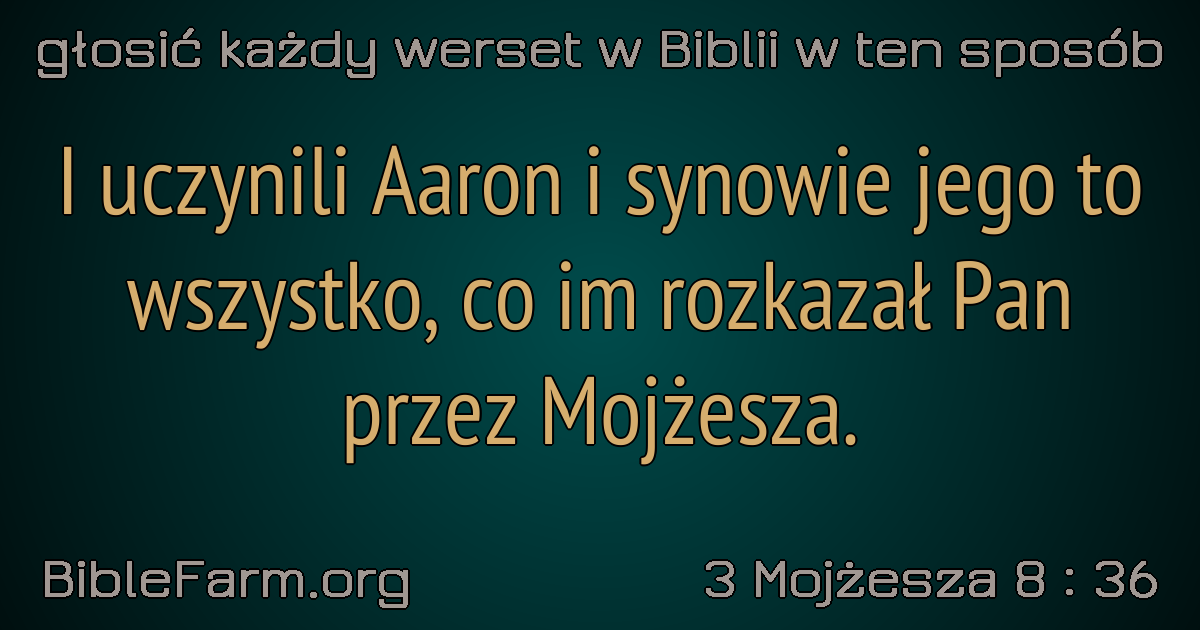 głosić każdy werset w Biblii w ten sposób
I uczynili Aaron i synowie jego to
wszystko, co im rozkazał Pan
przez Mojżesza.
BibleFarm.org
3 Mojżesza 8 : 36